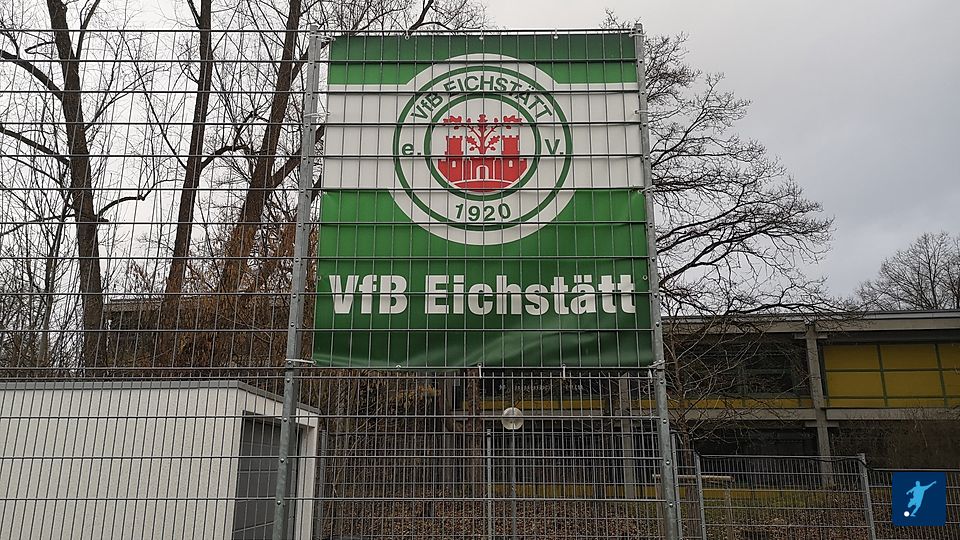 VfB EICHSTÄTT
e. V.
1920
VfB Eichstätt